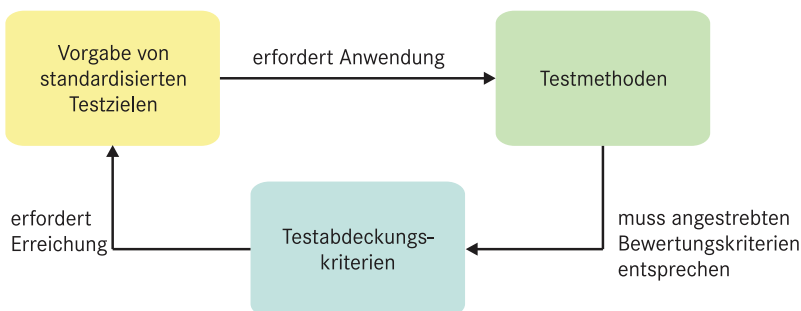 Vorgabe von
standardisierten
Testzielen
erfordert Anwendung
Testmethoden
erfordert
Erreichung
Testabdeckungs-
kriterien
muss angestrebten
Bewertungskriterien
entsprechen